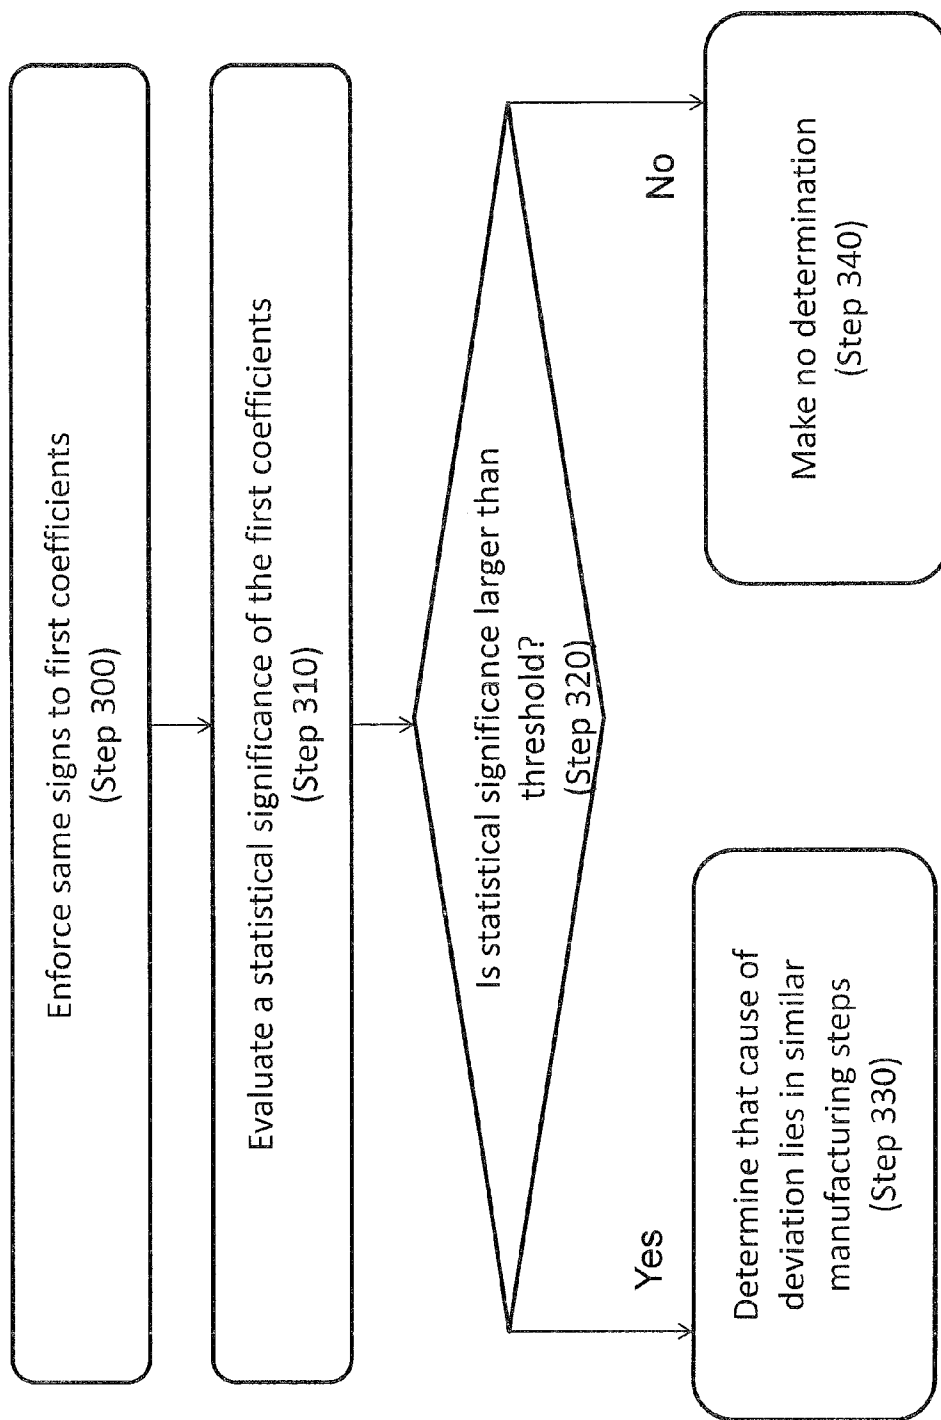 Enforce same signs to first coefficients
(Step 300)
Evaluate a statistical significance of the first coefficients
(Step 310)
Is statistical significance larger than
threshold?
(Step 320)
Yes
No
Determine that cause of
deviation lies in similar
manufacturing steps
(Step 330)
Make no determination
(Step 340)